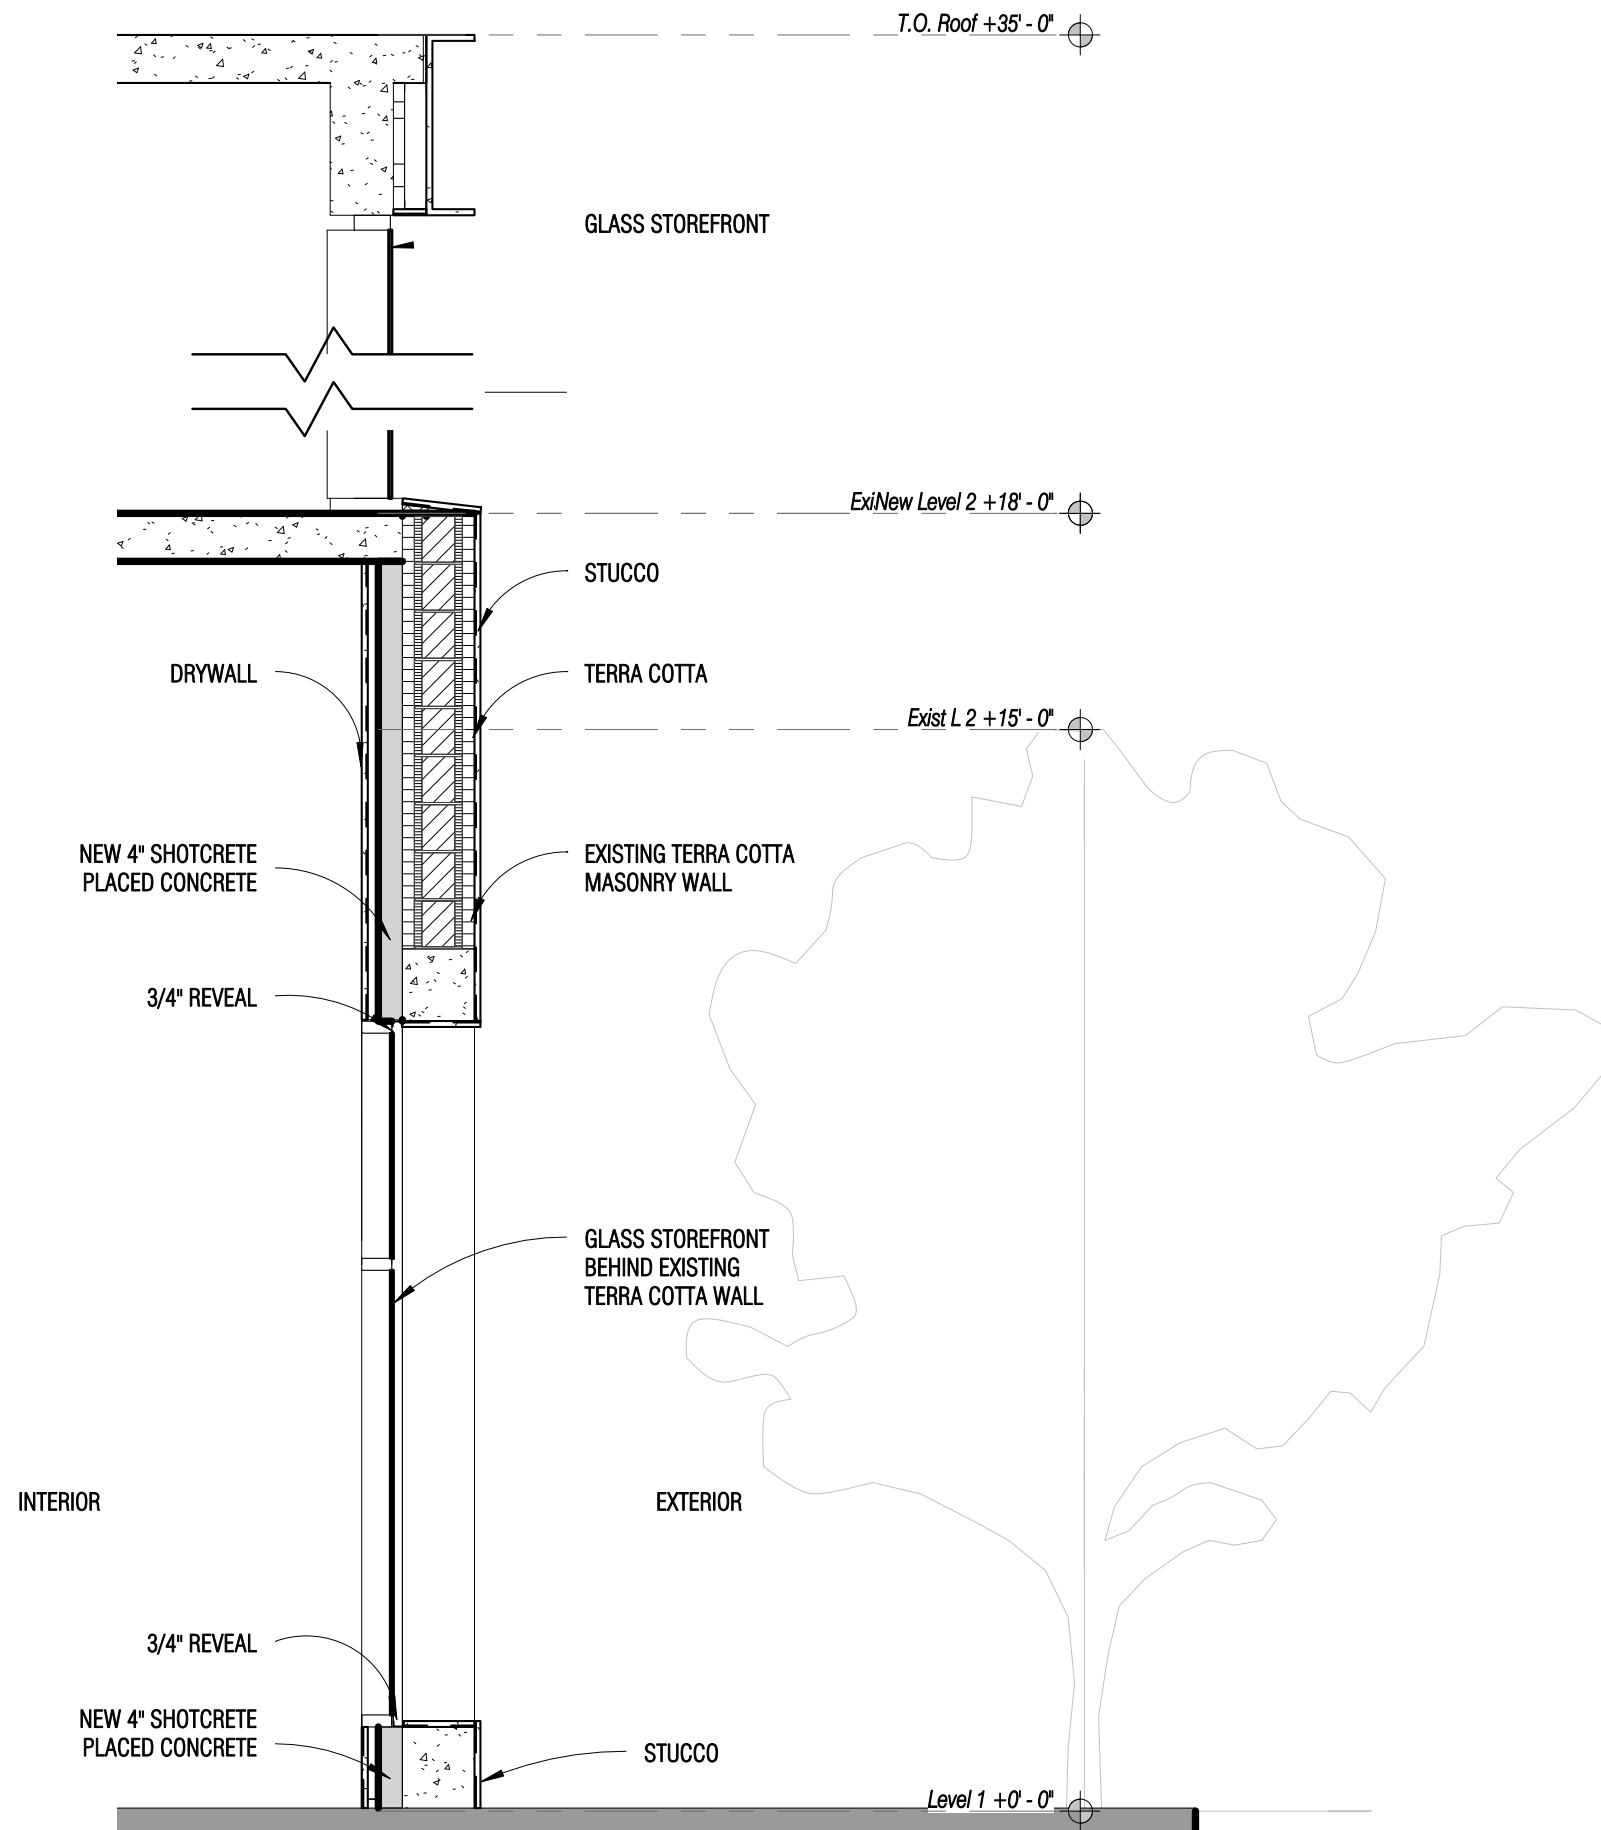 T.O. Roof +35' - 0"
GLASS STOREFRONT
New Level 2 +18' - 0"
STUCCO
DRYWALL
TERRA COTTA
Exist L 2 +15' - 0"
NEW 4" SHOTCRETE
PLACED CONCRETE
EXISTING TERRA COTTA
MASONRY WALL
3/4" REVEAL
GLASS STOREFRONT
BEHIND EXISTING
TERRA COTTA WALL
INTERIOR
EXTERIOR
3/4" REVEAL
NEW 4" SHOTCRETE
PLACED CONCRETE
STUCCO
Level 1 +0' - 0"